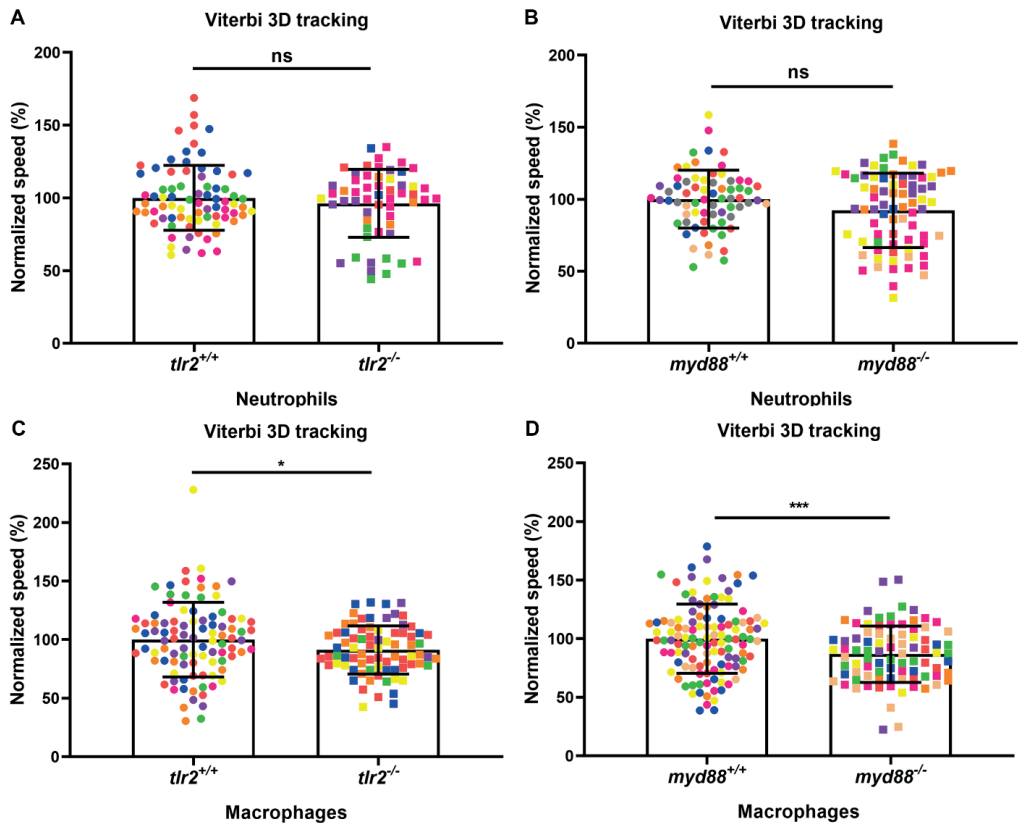 A
Viterbi 3D tracking
ns
Normalized speed (%)
200
150
100
50
0
tlr2+/+
tlr2-/-
Neutrophils
B
Viterbi 3D tracking
ns
Normalized speed (%)
200
150
100
50
0
myd88+/+
myd88-/-
Neutrophils
C
Viterbi 3D tracking
*
Normalized speed (%)
250
200
150
100
50
0
tlr2+/+
tlr2-/-
Macrophages
D
Viterbi 3D tracking
***
Normalized speed (%)
250
200
150
100
50
0
myd88+/+
myd88-/-
Macrophages